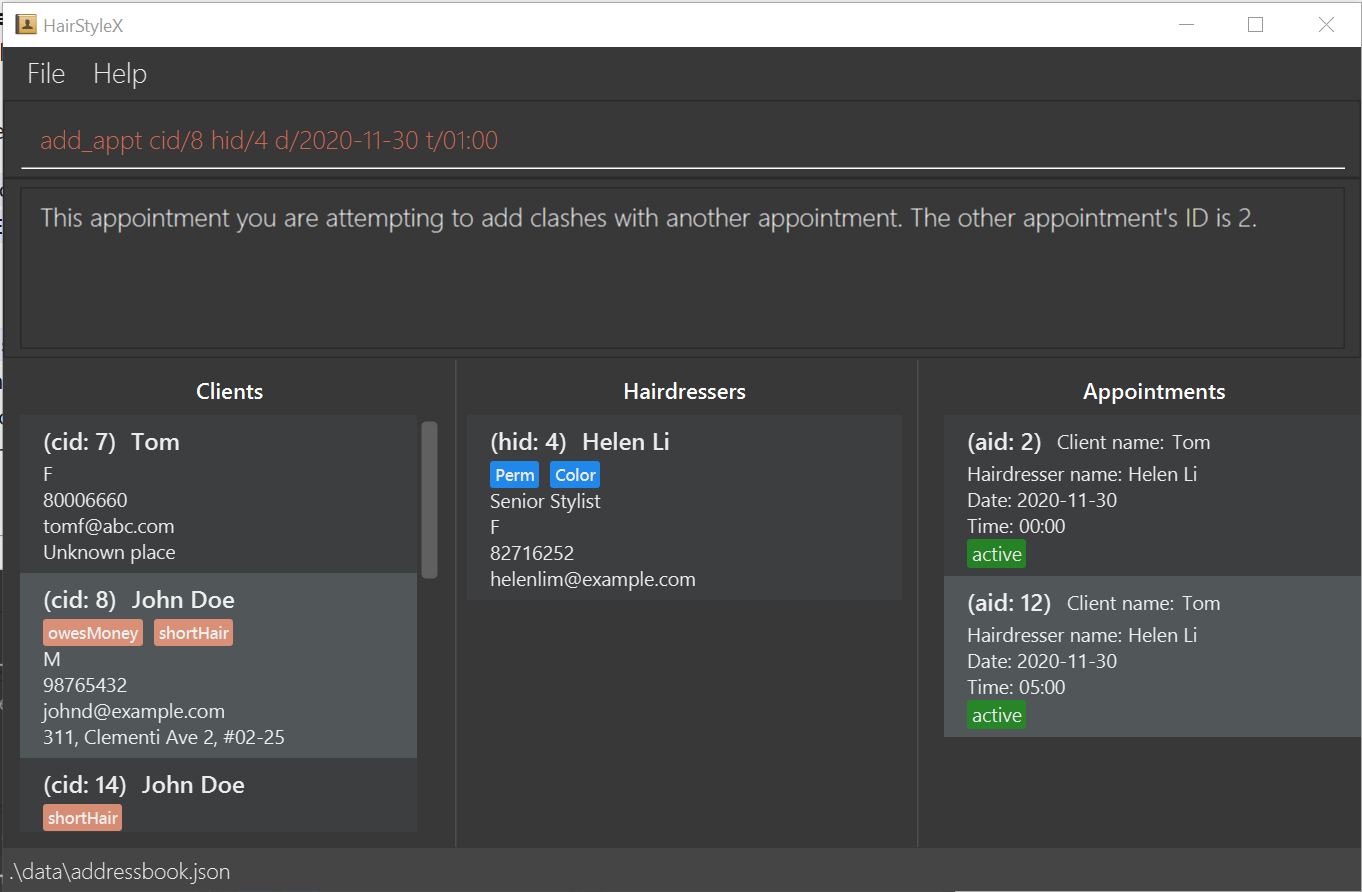 HairStyleX
File Help
add_appt cid/8 hid/4 d/2020-11-30 t/01:00
This appointment you are attempting to add clashes with another appointment. The other appointment's ID is 2.
Clients
(cid: 7) Tom
F
80006660
tomf@abc.com
Unknown place
(cid: 8) John Doe
owesMoney shortHair
M
98765432
johnd@example.com
311, Clementi Ave 2, #02-25
(cid: 14) John Doe
shortHair
Hairdressers
(hid: 4) Helen Li
Perm Color
Senior Stylist
F
82716252
helenlim@example.com
Appointments
(aid: 2) Client name: Tom
Hairdresser name: Helen Li
Date: 2020-11-30
Time: 00:00
active
(aid: 12) Client name: Tom
Hairdresser name: Helen Li
Date: 2020-11-30
Time: 05:00
active
.\data\addressbook.json